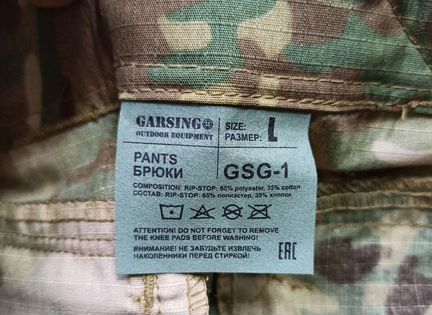 GARSING
OUTDOOR EQUIPMENT
SIZE:
РАЗМЕР: L
PANTS
БРЮКИ
GSG-1
COMPOSITION: RIP-STOP: 65% polyester, 35% cotton
СОСТАВ: RIP-STOP: 65% полиэстер, 35% хлопок
ATTENTION! DO NOT FORGET TO REMOVE
THE KNEE PADS BEFORE WASHING!
ВНИМАНИЕ! НЕ ЗАБУДЬТЕ ИЗВЛЕЧЬ
НАКОЛЕННИКИ ПЕРЕД СТИРКОЙ!
EAC